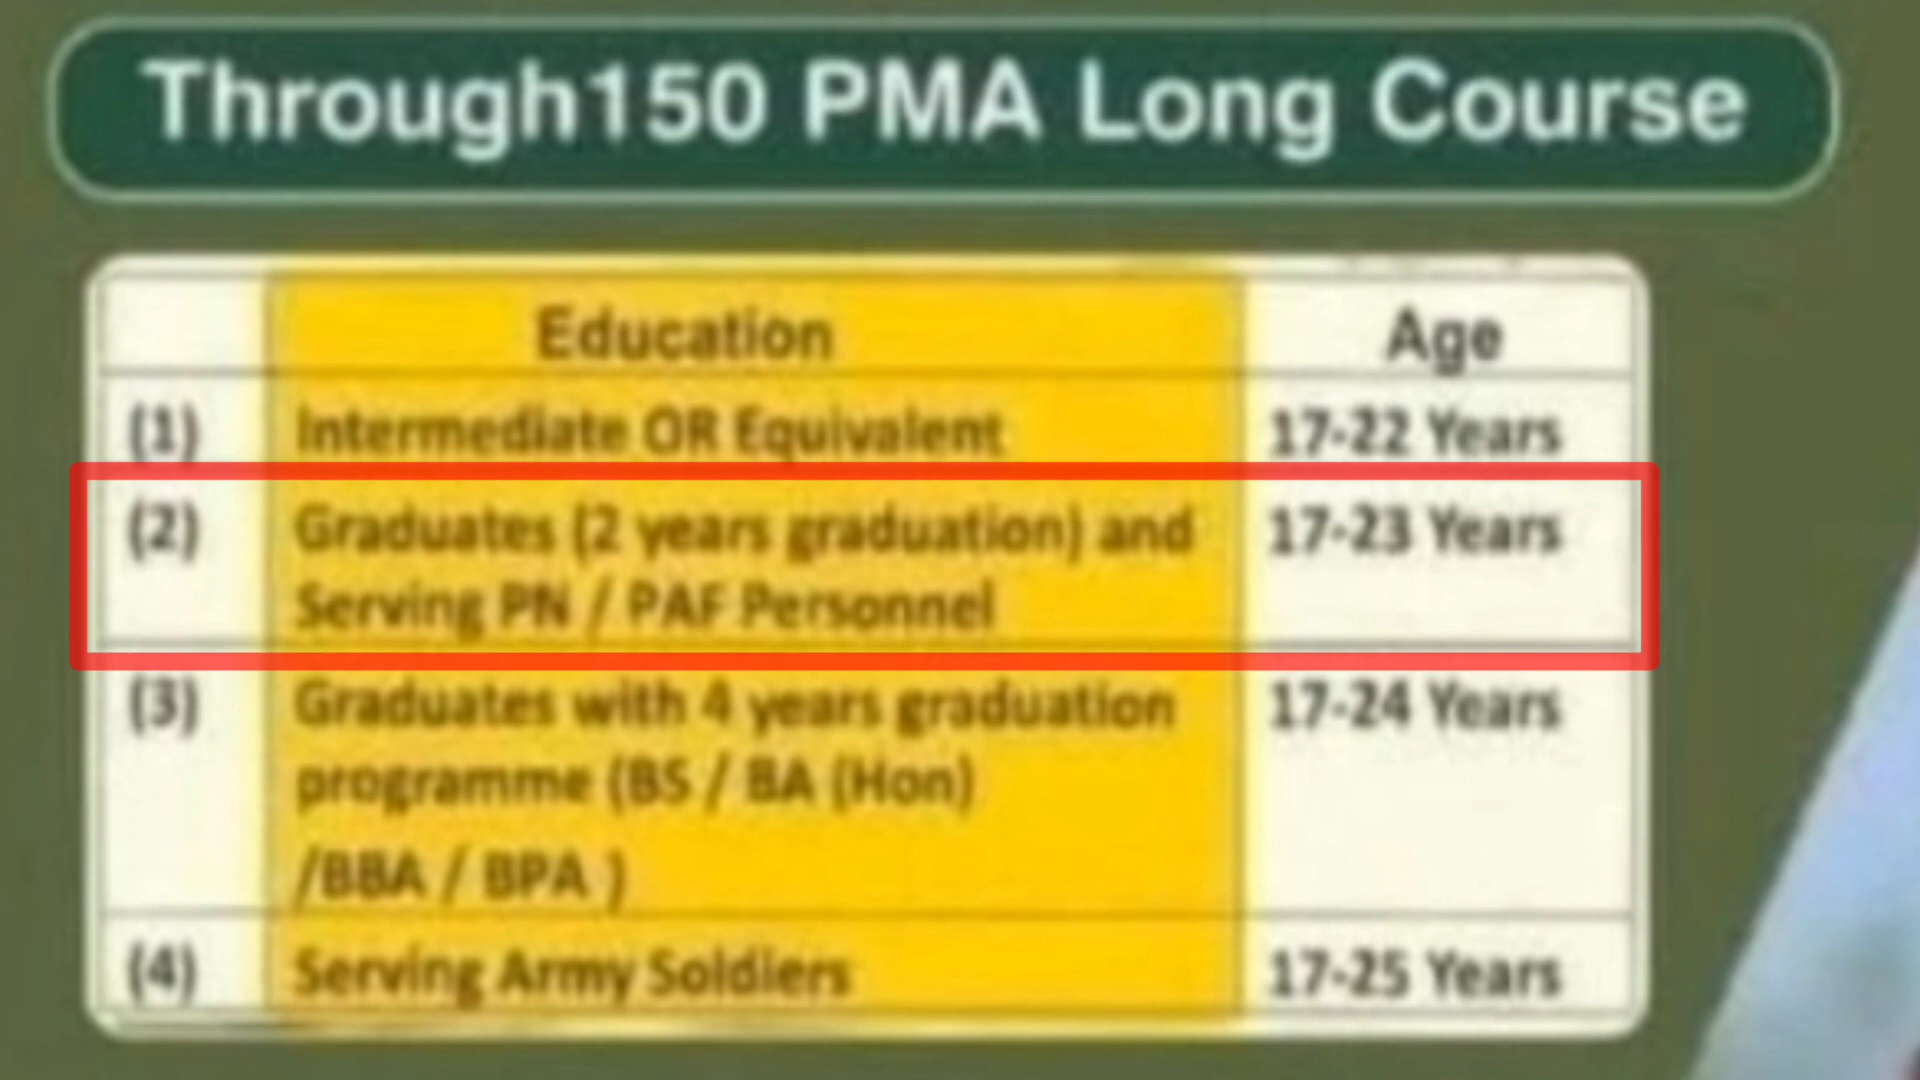 Through150 PMA Long Course
Education Age
(1) Intermediate OR Equivalent 17-22 Years
(2) Graduates (2 years graduation) and 17-23 Years
Serving PN / PAF Personnel
(3) Graduates with 4 years graduation 17-24 Years
programme (BS / BA (Hon)
/BBA / BPA )
(4) Serving Army Soldiers 17-25 Years